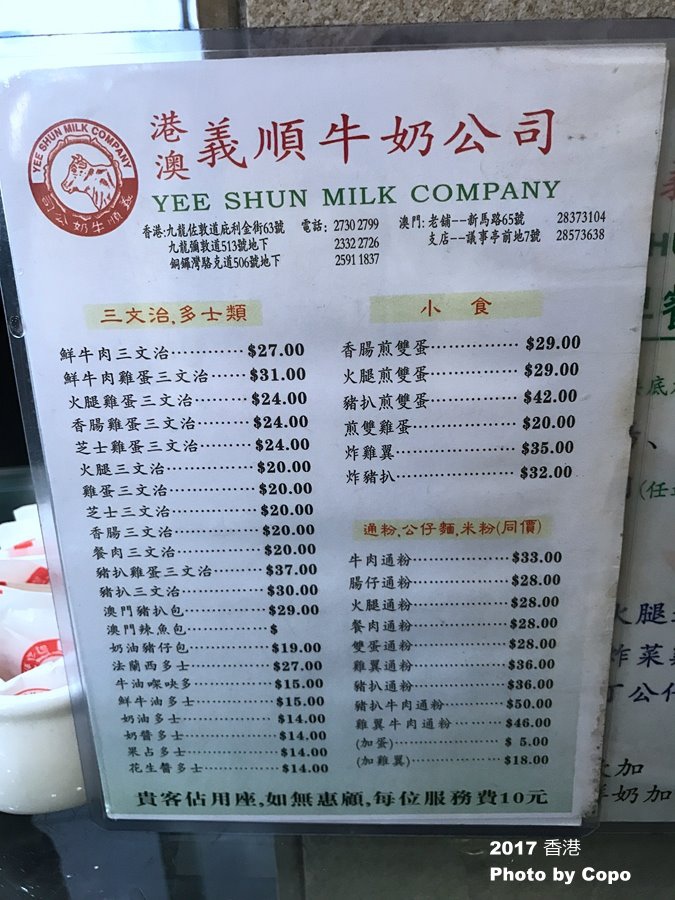 YEE SHUN MILK COMPANY
義順牛奶公司
港澳義順牛奶公司
YEE SHUN MILK COMPANY
香港:九龍佐敦道庇利金街63號 電話: 2730 2799 澳門: 老舖--新馬路65號 28373104
九龍彌敦道513號地下 2332 2726 支店--議事亭前地7號 28573638
銅鑼灣駱克道506號地下 2591 1837
三文治,多士類
鮮牛肉三文治············$27.00
鮮牛肉雞蛋三文治······$31.00
火腿雞蛋三文治·········$24.00
香腸雞蛋三文治·········$24.00
芝士雞蛋三文治·········$24.00
火腿三文治···············$20.00
雞蛋三文治···············$20.00
芝士三文治···············$20.00
香腸三文治···············$20.00
餐肉三文治···············$20.00
豬扒雞蛋三文治·········$37.00
豬扒三文治···············$30.00
澳門豬扒包···············$29.00
澳門辣魚包···············$
奶油豬仔包···············$19.00
法蘭西多士···············$27.00
牛油㗎央多···············$15.00
鮮牛油多士···············$15.00
奶油多士··················$14.00
奶醬多士··················$14.00
果占多士··················$14.00
花生醬多士···············$14.00
小 食
香腸煎雙蛋···············$29.00
火腿煎雙蛋···············$29.00
豬扒煎雙蛋···············$42.00
煎雙雞蛋··················$20.00
炸雞翼·····················$35.00
炸豬扒·····················$32.00
通粉,公仔麵,米粉(同價)
牛肉通粉··················$33.00
腸仔通粉··················$28.00
火腿通粉··················$28.00
餐肉通粉··················$28.00
雙蛋通粉··················$28.00
雞翼通粉··················$36.00
豬扒通粉··················$36.00
豬扒牛肉通粉············$50.00
雞翼牛肉通粉············$46.00
(加蛋)·····················$ 5.00
(加雞翼)··················$18.00
貴客佔用座,如無惠顧,每位服務費10元
(任
火腿
炸菜
公仔
加
奶加
2017 香港
Photo by Copo